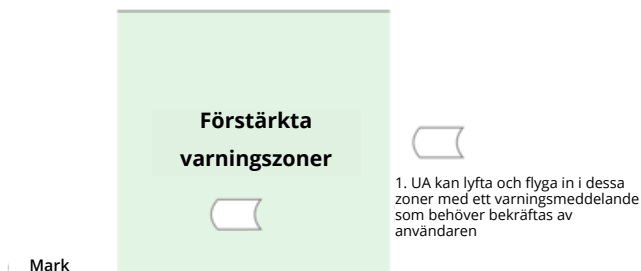 Förstärkta
varningszoner
1. UA kan lyfta och flyga in i dessa
zoner med ett varningsmeddelande
som behöver bekräftas av
användaren
Mark